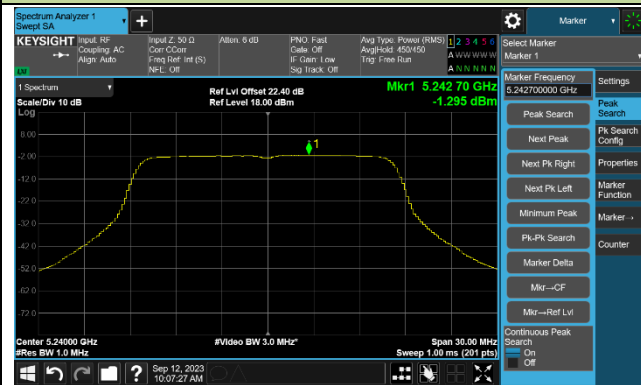 Spectrum Analyzer 1
Swept SA
+
Marker
KEYSIGHT
Input: RF
Coupling: AC
Align: Auto
Input Z: 50 Ω
Corr CCorr
Freq Ref: Int (S)
NFE: Off
Atten: 6 dB
PNO: Fast
Gate: Off
IF Gain: Low
Sig Track: Off
Avg Type: Power (RMS)
Avg|Hold: 450/450
Trig: Free Run
1 2 3 4 5 6
A W W W W W
A N N N N N
LXI
Select Marker
Marker 1
1 Spectrum
Scale/Div 10 dB
Log
Ref Lvl Offset 22.40 dB
Ref Level 18.00 dBm
Mkr1 5.242 70 GHz
-1.295 dBm
8.00
-2.00
-12.0
-22.0
-32.0
-42.0
-52.0
-62.0
-72.0
1
Center 5.24000 GHz
#Res BW 1.0 MHz
#Video BW 3.0 MHz*
Span 30.00 MHz
Sweep 1.00 ms (201 pts)
Marker Frequency
5.242700000 GHz
Peak Search
Next Peak
Next Pk Right
Next Pk Left
Minimum Peak
Pk-Pk Search
Marker Delta
Mkr→CF
Mkr→Ref Lvl
Continuous Peak
Search
On
Off
Settings
Peak
Search
Pk Search
Config
Properties
Marker
Function
Marker→
Counter
?
Sep 12, 2023
10:07:27 AM